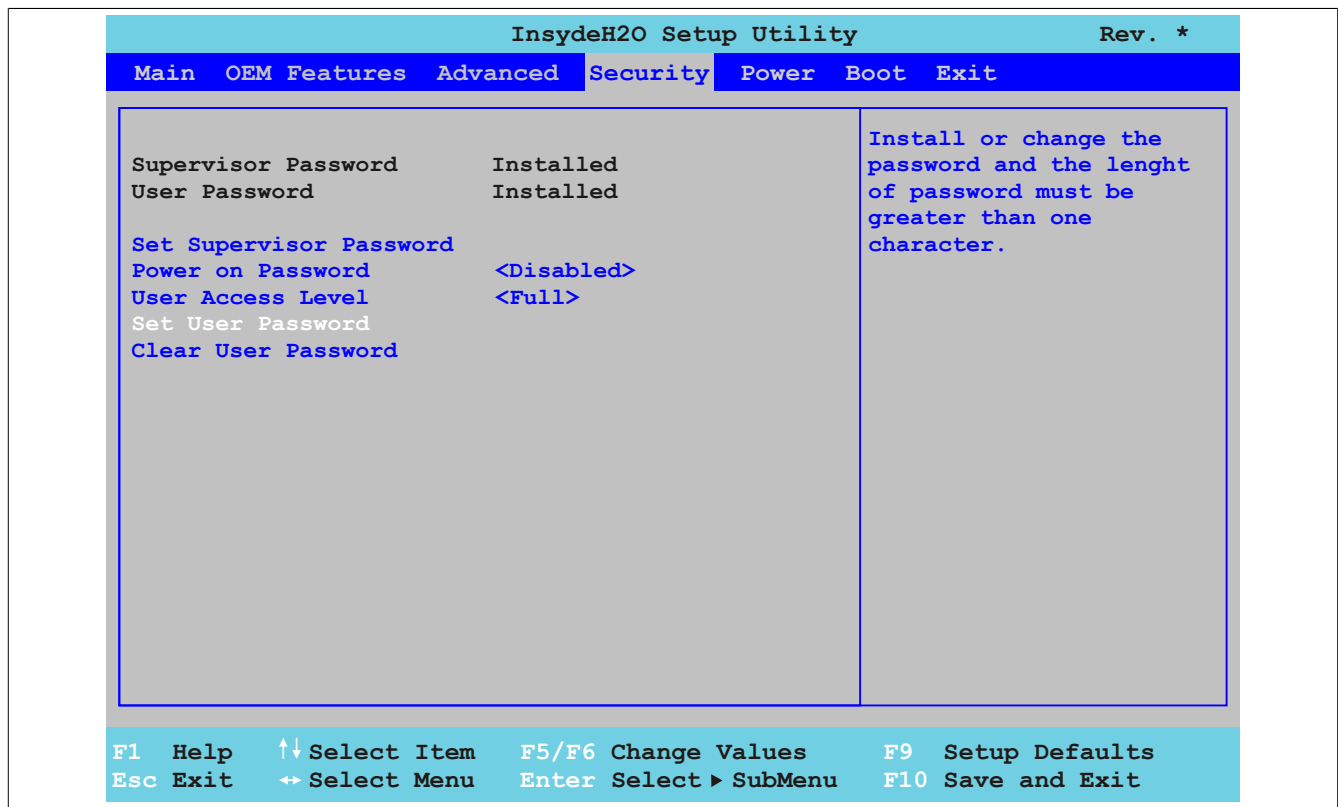 InsydeH2O Setup Utility Rev. *
Main OEM Features Advanced Security Power Boot Exit
Supervisor Password Installed
User Password Installed
Set Supervisor Password
Power on Password <Disabled>
User Access Level <Full>
Set User Password
Clear User Password
Install or change the
password and the lenght
of password must be
greater than one
character.
F1 Help ↑↓ Select Item F5/F6 Change Values F9 Setup Defaults
Esc Exit ↔ Select Menu Enter Select ▶ SubMenu F10 Save and Exit